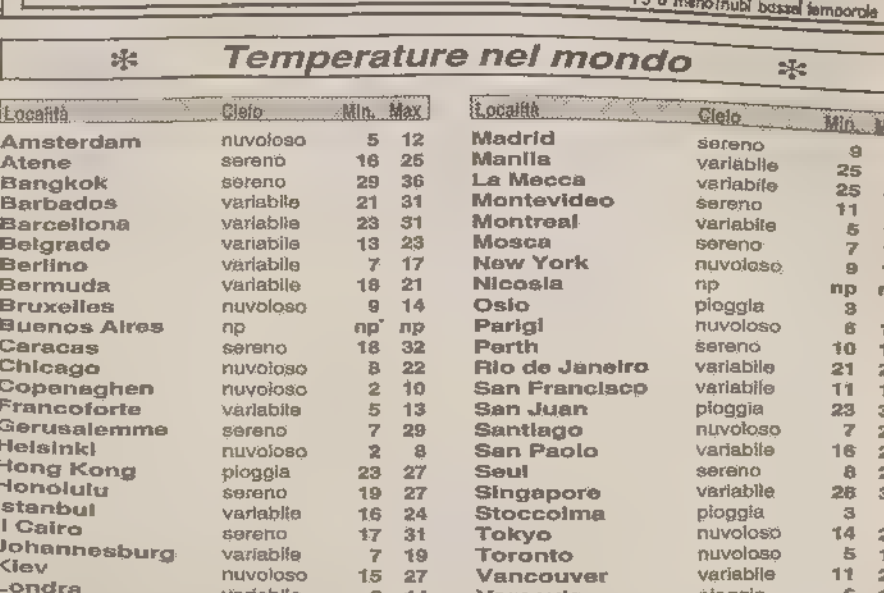 meno nubi basse temporale
Temperature nel mondo
Località Cielo Min. Max
Amsterdam nuvoloso 5 12
Atene sereno 16 25
Bangkok sereno 29 36
Barbados variabile 21 31
Barcellona variabile 23 31
Belgrado variabile 13 23
Berlino variabile 7 17
Bermuda variabile 18 21
Bruxelles nuvoloso 9 14
Buenos Aires np np np
Caracas sereno 18 32
Chicago nuvoloso 8 22
Copenaghen nuvoloso 2 10
Francoforte variabile 5 13
Gerusalemme sereno 7 29
Helsinki nuvoloso 2 8
Hong Kong pioggia 23 27
Honolulu sereno 19 27
Istanbul variabile 16 24
Il Cairo sereno 17 31
Johannesburg variabile 7 19
Kiev nuvoloso 15 27
Londra
Località Cielo Min.
Madrid sereno 9
Manila variabile 25
La Mecca variabile 25
Montevideo sereno 11
Montreal variabile 5
Mosca sereno 7
New York nuvoloso 9
Nicosia np np
Oslo pioggia 3
Parigi nuvoloso 6
Perth sereno 10
Rio de Janeiro variabile 21
San Francisco variabile 11
San Juan pioggia 23
Santiago nuvoloso 7
San Paolo variabile 16
Seul sereno 8
Singapore variabile 26
Stoccolma pioggia 3
Tokyo nuvoloso 14
Toronto nuvoloso 5
Vancouver variabile 11